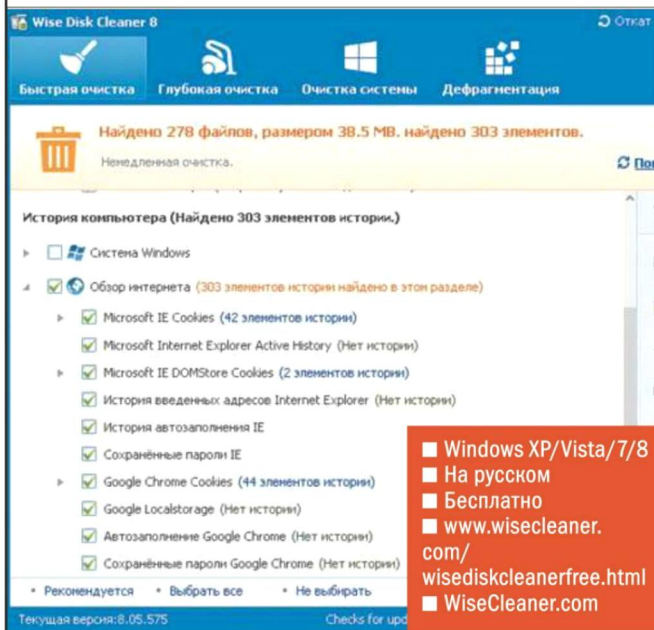 Wise Disk Cleaner 8
Откат
Быстрая очистка
Глубокая очистка
Очистка системы
Дефрагментация
Найдено 278 файлов, размером 38.5 MB. найдено 303 элементов.
Немедленная очистка.
История компьютера (Найдено 303 элементов истории.)
Система Windows
Обзор интернета (303 элементов истории найдено в этом разделе)
Microsoft IE Cookies (42 элементов истории)
Microsoft Internet Explorer Active History (Нет истории)
Microsoft IE DOMStore Cookies (2 элементов истории)
История введенных адресов Internet Explorer (Нет истории)
История автозаполнения IE
Сохранённые пароли IE
Google Chrome Cookies (44 элементов истории)
Google Localstorage (Нет истории)
Автозаполнение Google Chrome (Нет истории)
Сохранённые пароли Google Chrome (Нет истории)
• Рекомендуется • Выбрать все • Не выбирать
Текущая версия:8.05.575
Checks for upd
■ Windows XP/Vista/7/8
■ На русском
■ Бесплатно
■ www.wisecleaner.
com/
wisediskcleanerfree.html
■ WiseCleaner.com